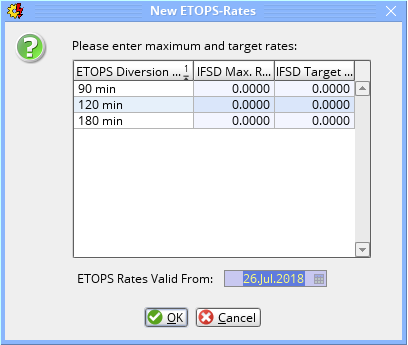 New ETOPS-Rates
Please enter maximum and target rates:
ETOPS Diversion ... 1 IFSD Max. R... IFSD Target ...
90 min 0.0000 0.0000
120 min 0.0000 0.0000
180 min 0.0000 0.0000
ETOPS Rates Valid From: 26.Jul.2018
OK Cancel